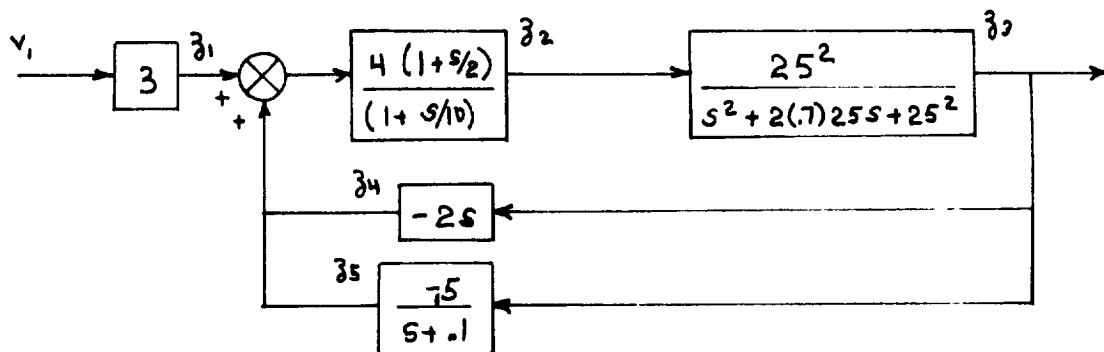 v₁
3
z₁
+
+
4 (1+s/2)
(1+ s/10)
z₂
25²
s² + 2(.7)25s + 25²
z₃
z₄
-2s
z₅
-.5
s+.1